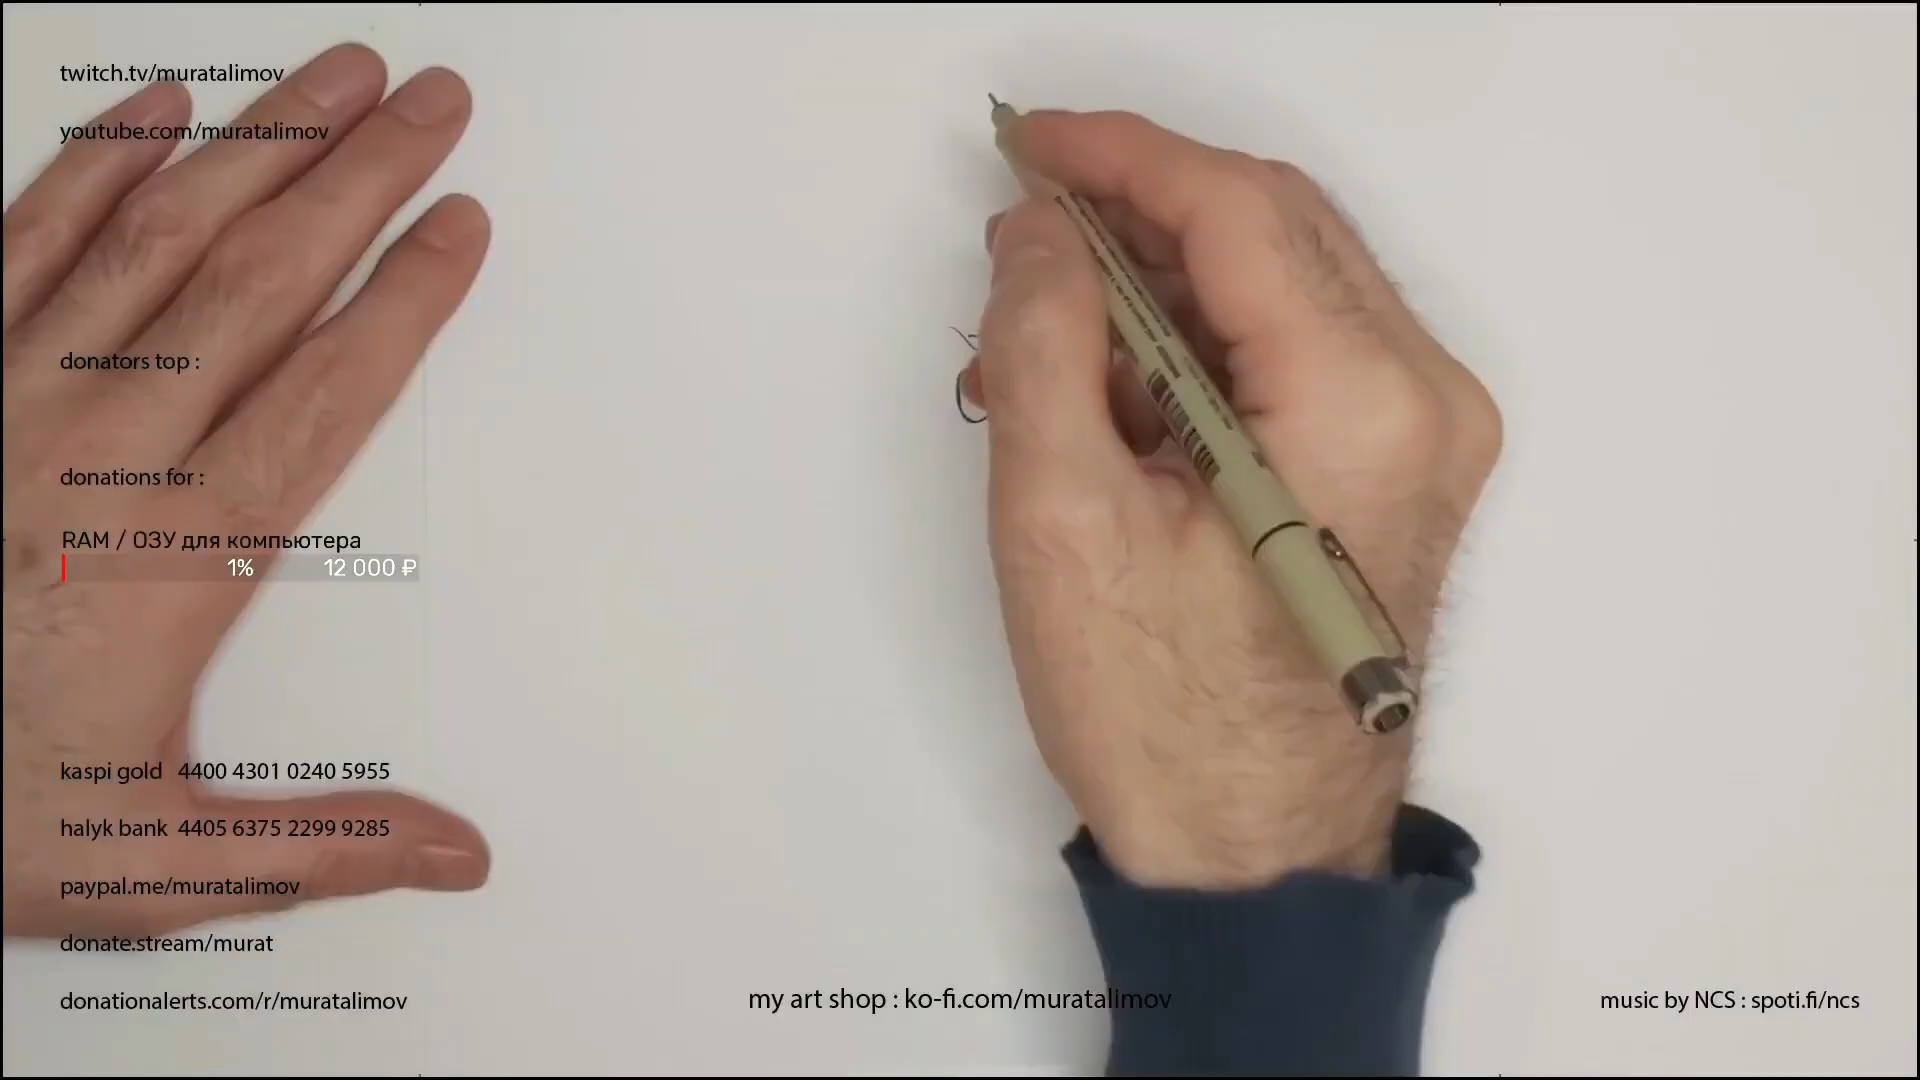 twitch.tv/muratalimov
youtube.com/muratalimov
donators top :
donations for :
RAM / ОЗУ для компьютера
1% 12 000 ₽
kaspi gold 4400 4301 0240 5955
halyk bank 4405 6375 2299 9285
paypal.me/muratalimov
donate.stream/murat
donationalerts.com/r/muratalimov
my art shop : ko-fi.com/muratalimov
music by NCS : spoti.fi/ncs